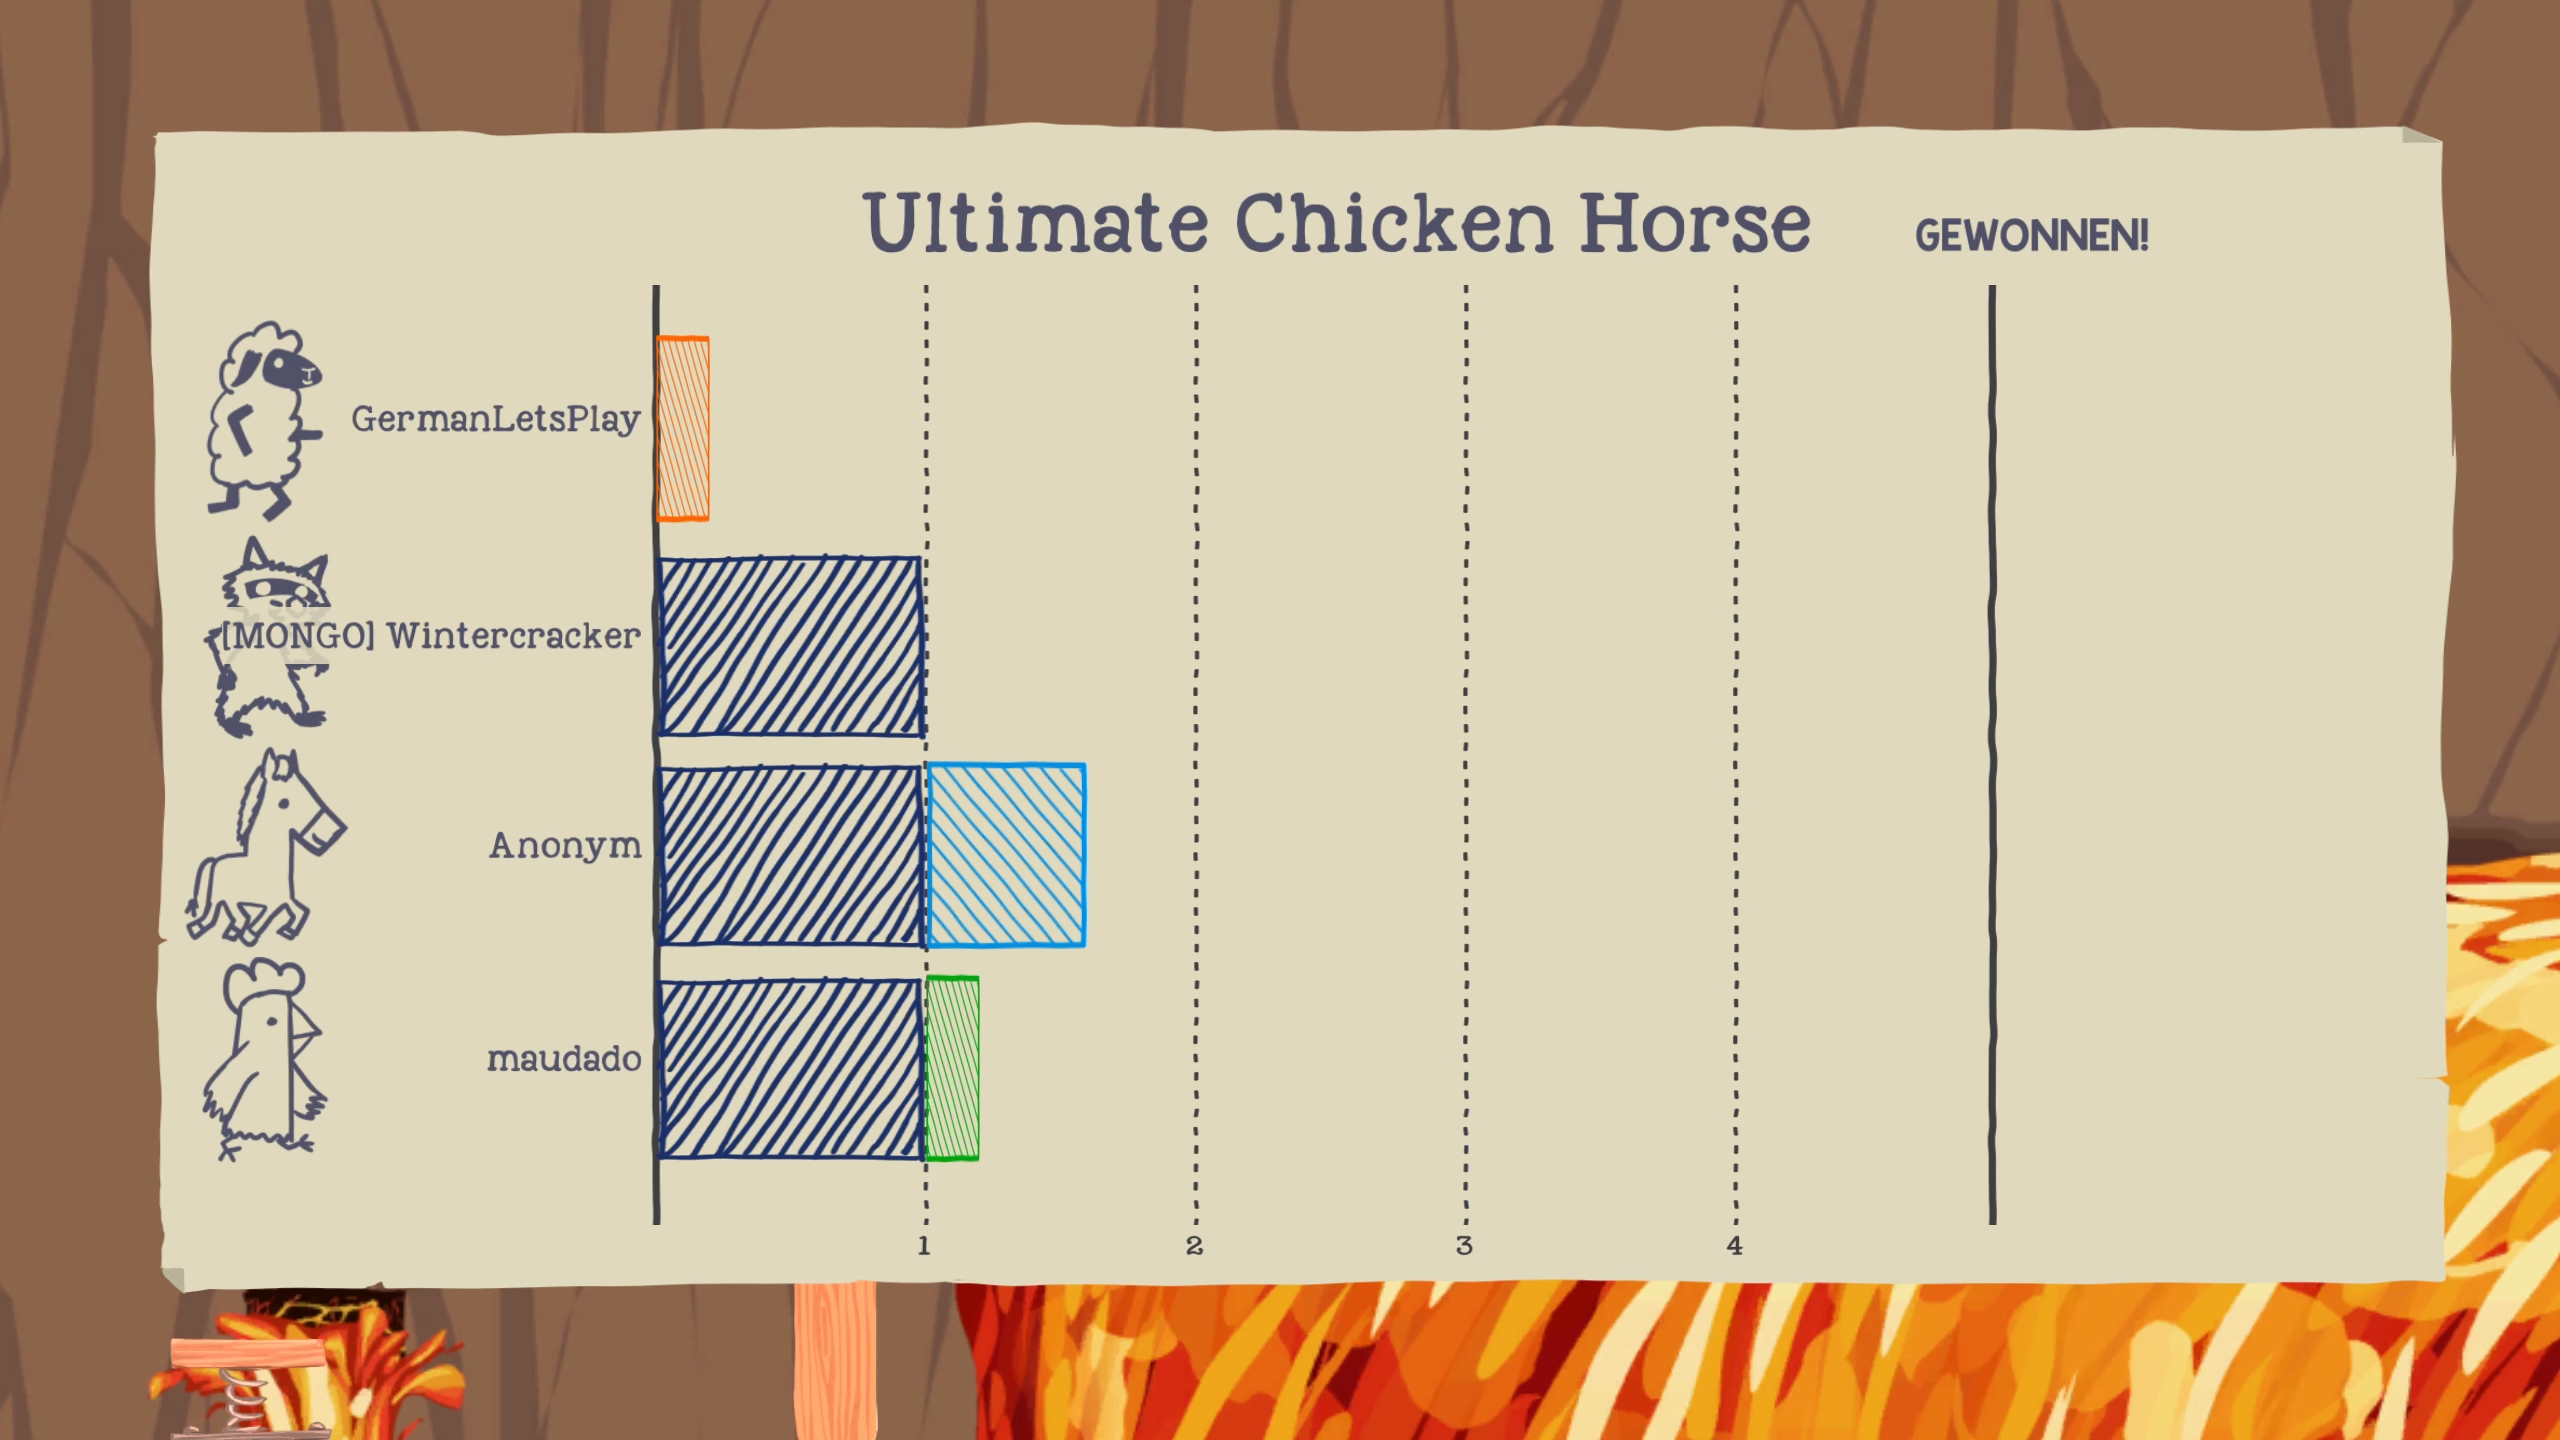 Ultimate Chicken Horse
GEWONNEN!
GermanLetsPlay
[MONGO] Wintercracker
Anonym
maudado
1 2 3 4